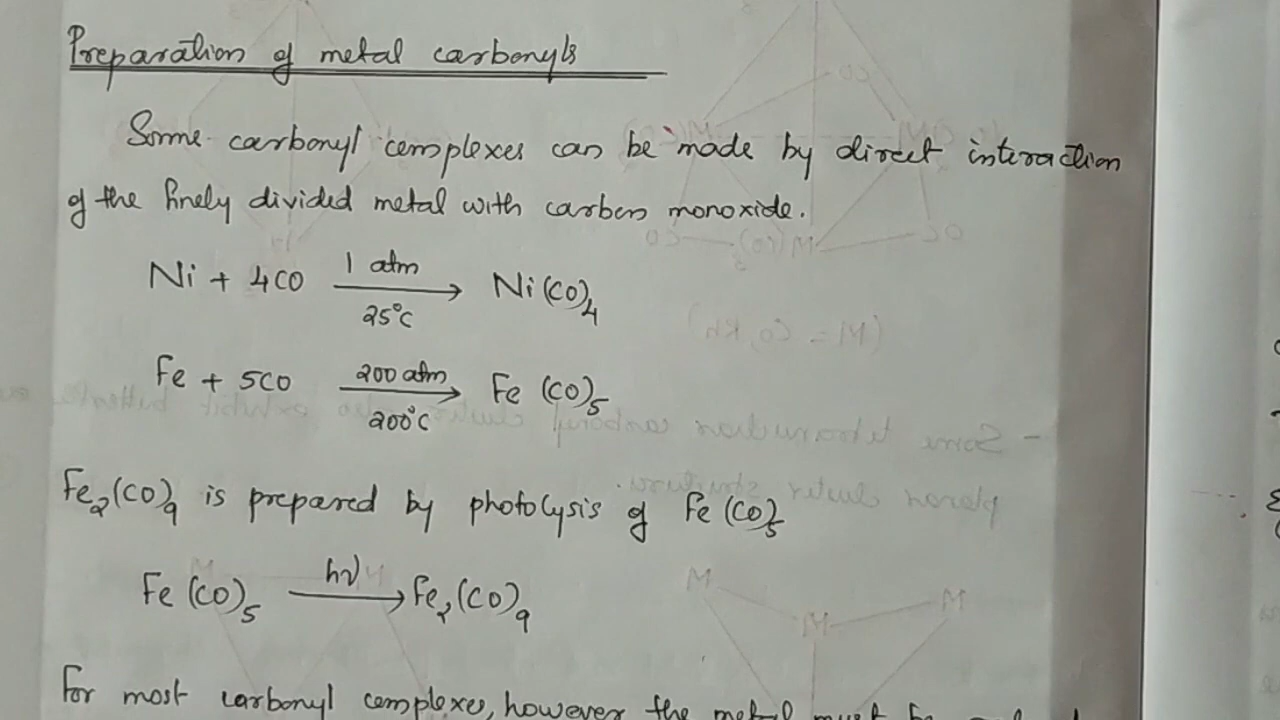 Preparation of metal carbonyls
Some carbonyl complexes can be made by direct interaction
of the finely divided metal with carbon monoxide.
Ni + 4CO 1 atm 25°C → Ni(CO)4
Fe + 5CO 200 atm 200°C → Fe(CO)5
Fe2(CO)9 is prepared by photolysis of Fe(CO)5
Fe(CO)5 hν → Fe2(CO)9
For most carbonyl complexes, however the metal must be